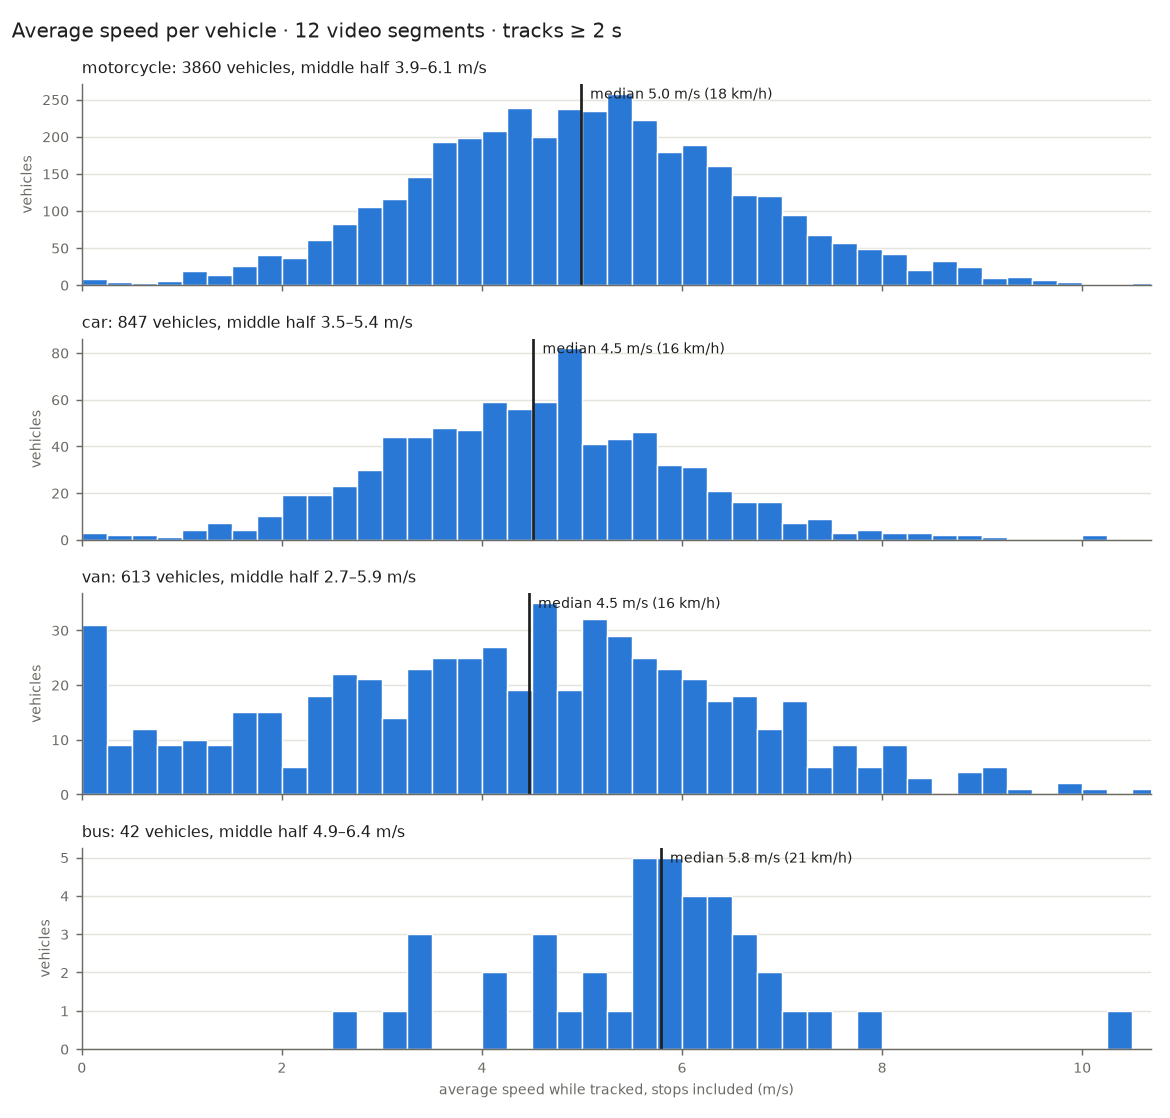 Average speed per vehicle · 12 video segments · tracks ≥ 2 s
motorcycle: 3860 vehicles, middle half 3.9–6.1 m/s
median 5.0 m/s (18 km/h)
250
200
150
100
50
0
vehicles
car: 847 vehicles, middle half 3.5–5.4 m/s
median 4.5 m/s (16 km/h)
80
60
40
20
0
vehicles
van: 613 vehicles, middle half 2.7–5.9 m/s
median 4.5 m/s (16 km/h)
30
20
10
0
vehicles
bus: 42 vehicles, middle half 4.9–6.4 m/s
median 5.8 m/s (21 km/h)
5
4
3
2
1
0
vehicles
0 2 4 6 8 10
average speed while tracked, stops included (m/s)